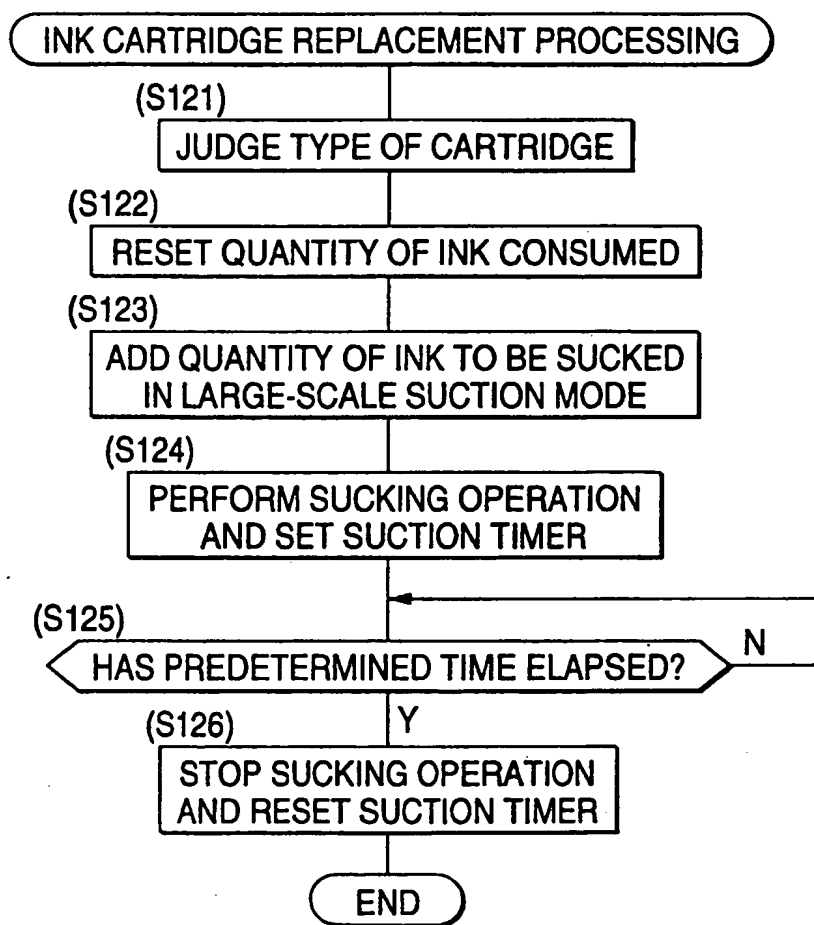 INK CARTRIDGE REPLACEMENT PROCESSING
(S121)
JUDGE TYPE OF CARTRIDGE
(S122)
RESET QUANTITY OF INK CONSUMED
(S123)
ADD QUANTITY OF INK TO BE SUCKED
IN LARGE-SCALE SUCTION MODE
(S124)
PERFORM SUCKING OPERATION
AND SET SUCTION TIMER
(S125)
HAS PREDETERMINED TIME ELAPSED?
N
Y
(S126)
STOP SUCKING OPERATION
AND RESET SUCTION TIMER
END